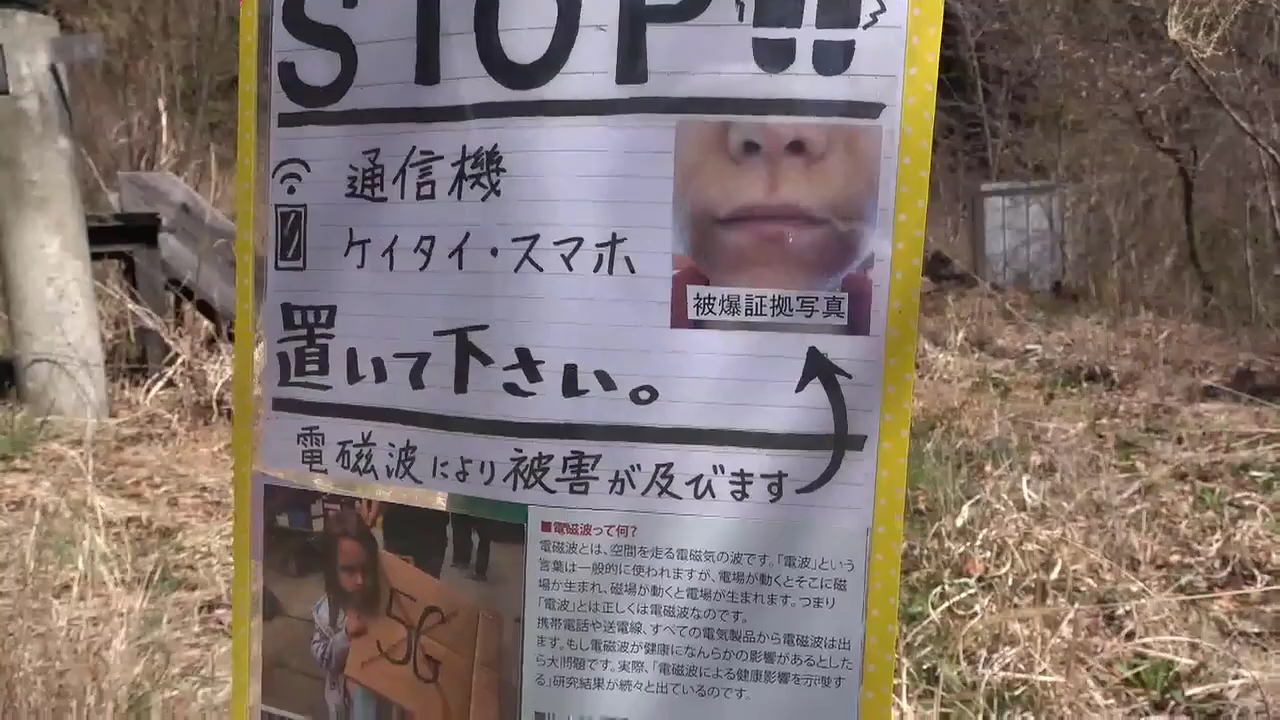 STOP!!
通信機
ケイタイ・スマホ
被爆証拠写真
置いて下さい。
電磁波により被害が及びます
5G
■電磁波って何?
電磁波とは、空間を走る電磁気の波です。「電波」という
言葉は一般的に使われますが、電場が動くとそこに磁
場が生まれ、磁場が動くと電場が生まれます。つまり
「電波」とは正しくは電磁波なのです。
携帯電話や送電線、すべての電気製品から電磁波は出
ます。もし電磁波が健康になんらかの影響があるとした
ら大問題です。実際、「電磁波による健康影響を示唆す
る」研究結果が続々と出ているのです。